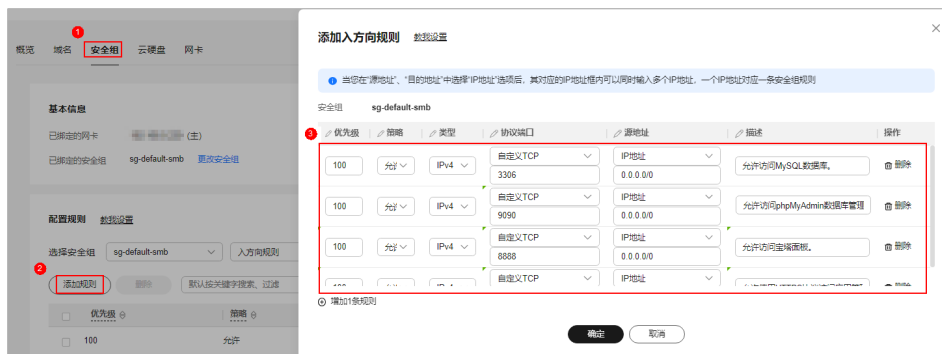 1
概览 域名 安全组 云硬盘 网卡
基本信息
已绑定的网卡 (主)
已绑定的安全组 sg-default-smb 更改安全组
配置规则 教我设置
选择安全组 sg-default-smb 入方向规则
2
添加规则 删除 默认按关键字搜索、过滤
优先级 策略
100 允许
添加入方向规则 教我设置
当您在“源地址”、“目的地址”中选择“IP地址”选项后，其对应的IP地址框内可以同时输入多个IP地址，一个IP地址对应一条安全组规则
安全组 sg-default-smb
3 优先级 策略 类型 协议端口 源地址 描述 操作
100 IPv4 自定义TCP IP地址 允许访问MySQL数据库。 删除
3306 0.0.0.0/0
100 IPv4 自定义TCP IP地址 允许访问phpMyAdmin数据库管理 删除
9090 0.0.0.0/0
100 IPv4 自定义TCP IP地址 允许访问宝塔面板。 删除
8888 0.0.0.0/0
自定义TCP IP地址
增加1条规则
确定 取消